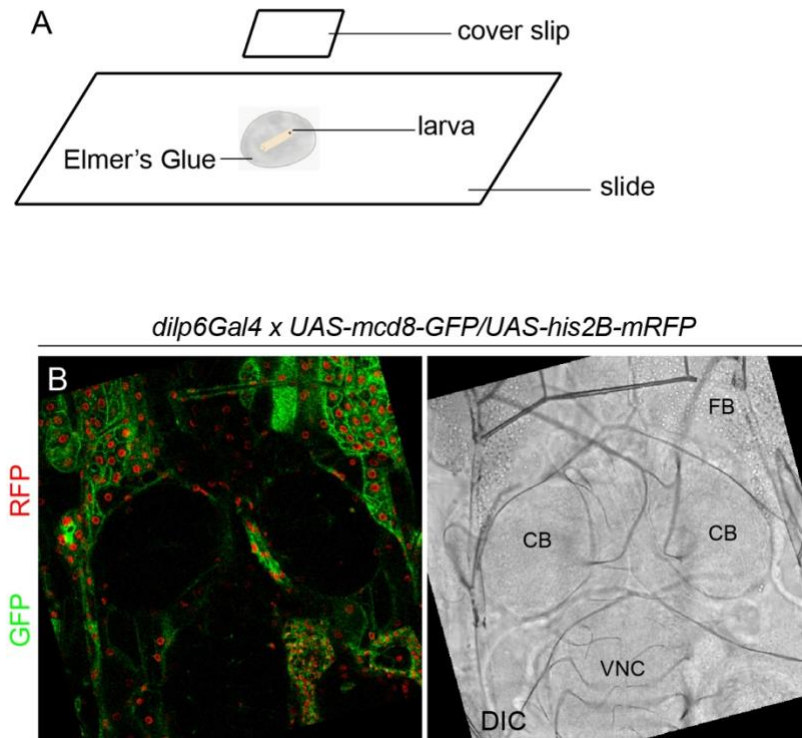 A
cover slip
larva
Elmer's Glue
slide
dilp6Gal4 x UAS-mcd8-GFP/UAS-his2B-mRFP
B
GFP RFP
FB
CB CB
VNC
DIC